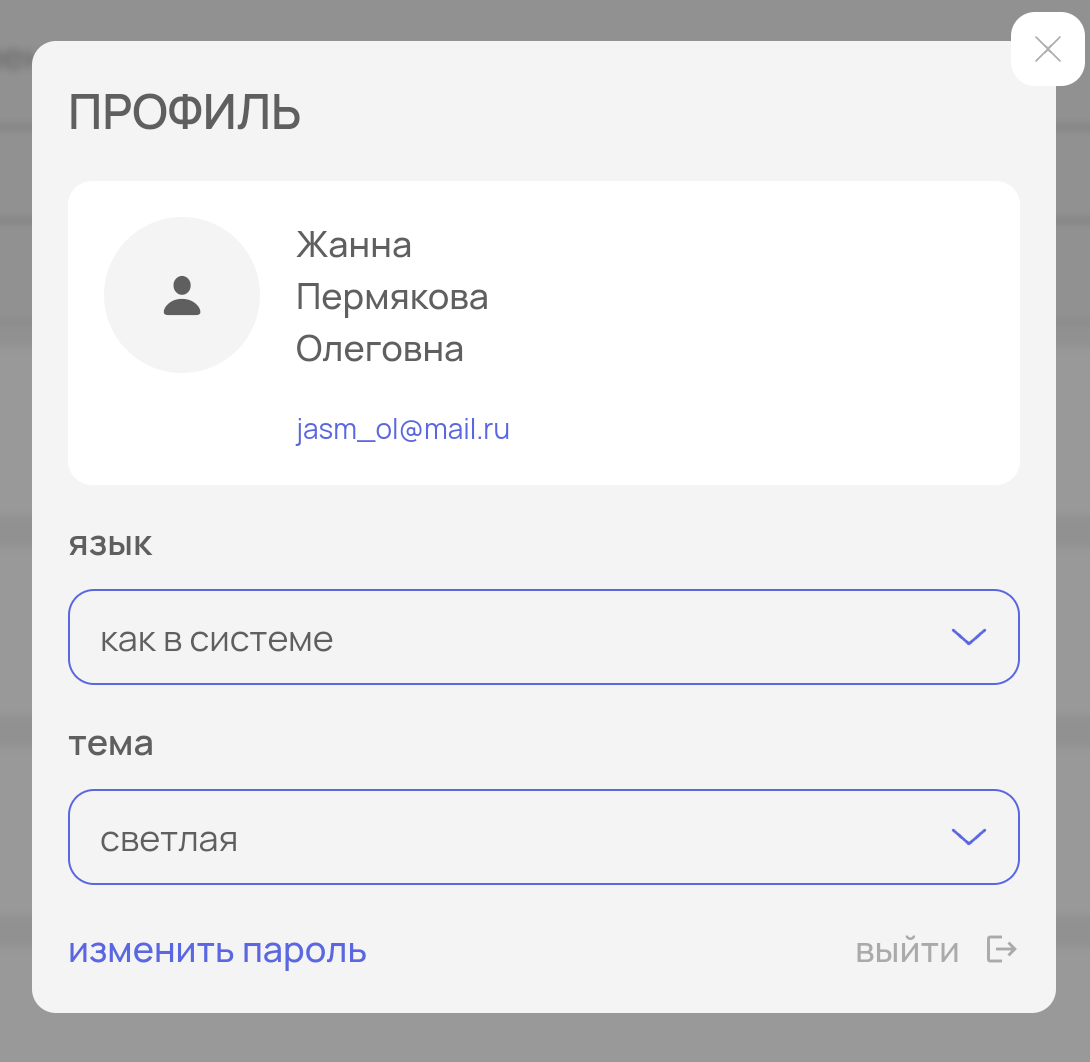 ПРОФИЛЬ
Жанна
Пермякова
Олеговна
jasm_ol@mail.ru
язык
как в системе
тема
светлая
изменить пароль
выйти